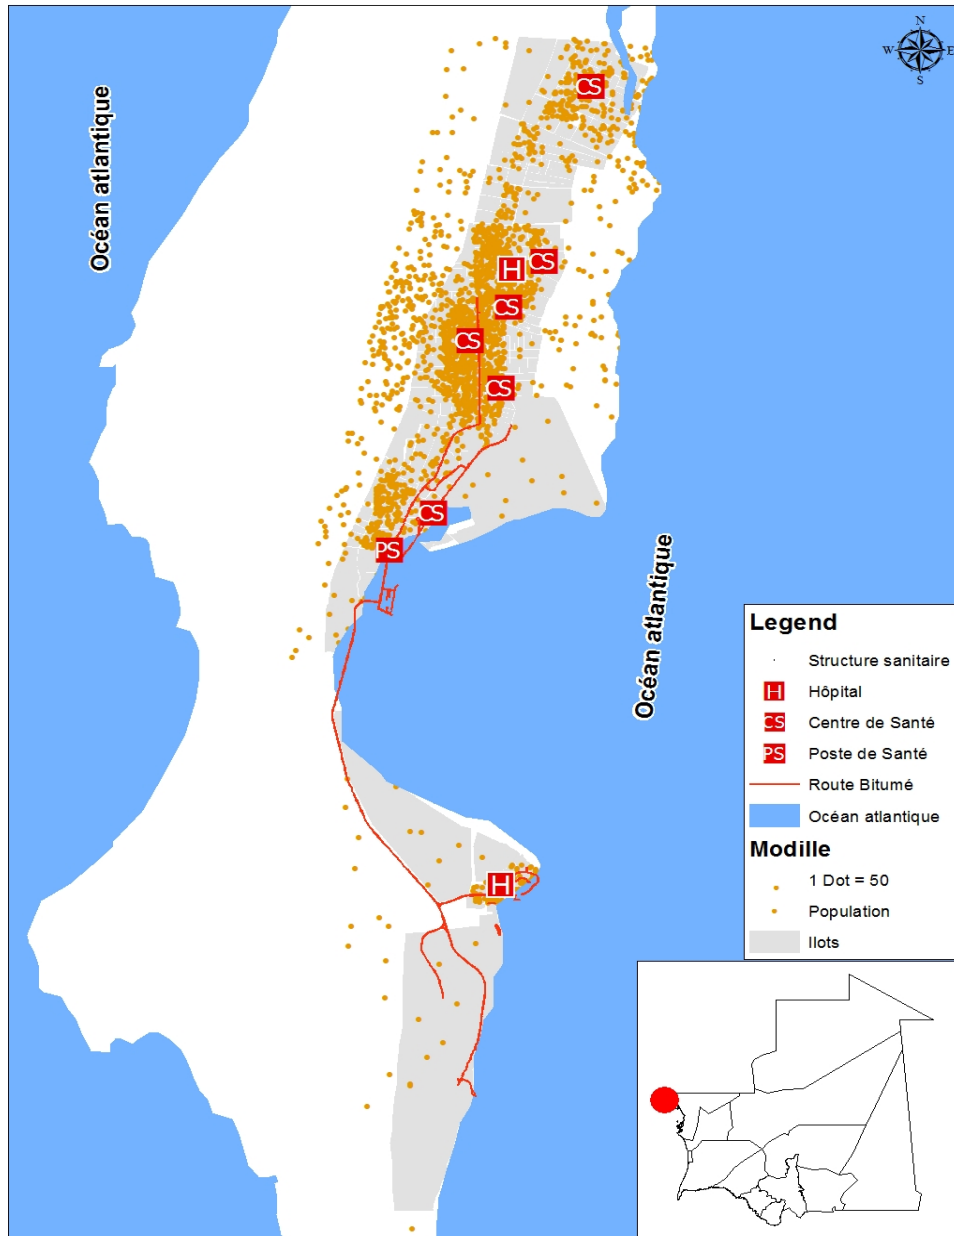 N
W E
S
Océan atlantique
CS
CS
H
CS
CS
CS
CS
PS
Océan atlantique
H
Legend
Structure sanitaire
H Hôpital
CS Centre de Santé
PS Poste de Santé
Route Bitumé
Océan atlantique
Modille
1 Dot = 50
Population
Ilots